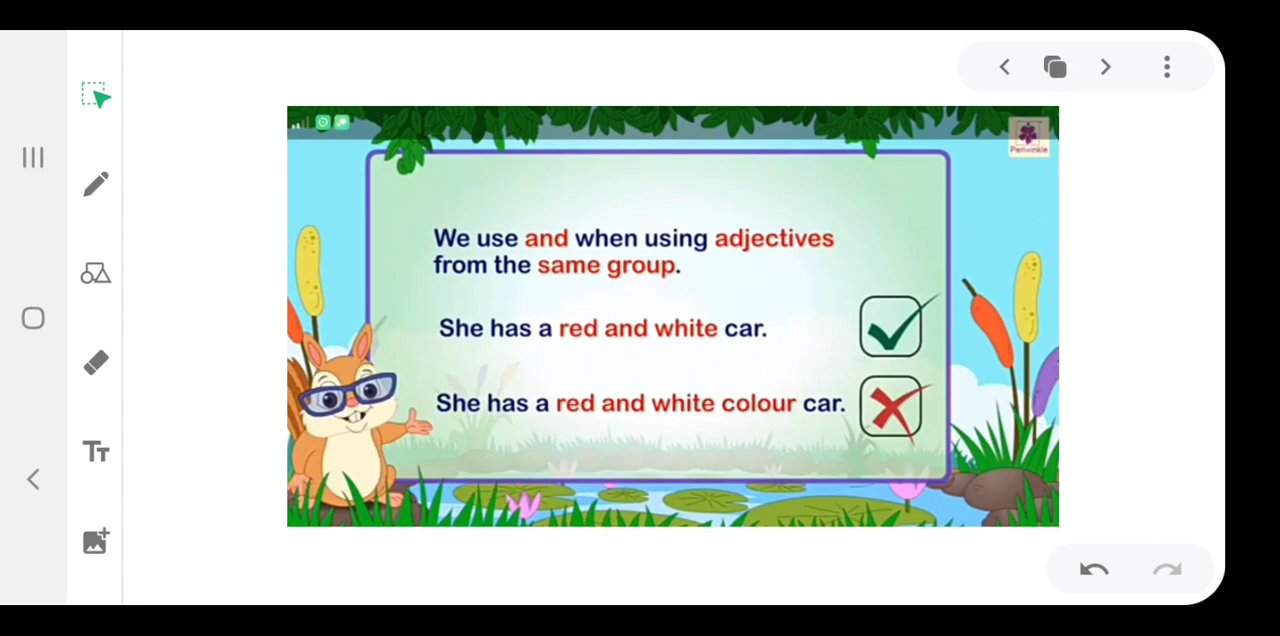 Periwinkle
We use and when using adjectives
from the same group.
She has a red and white car.
She has a red and white colour car.